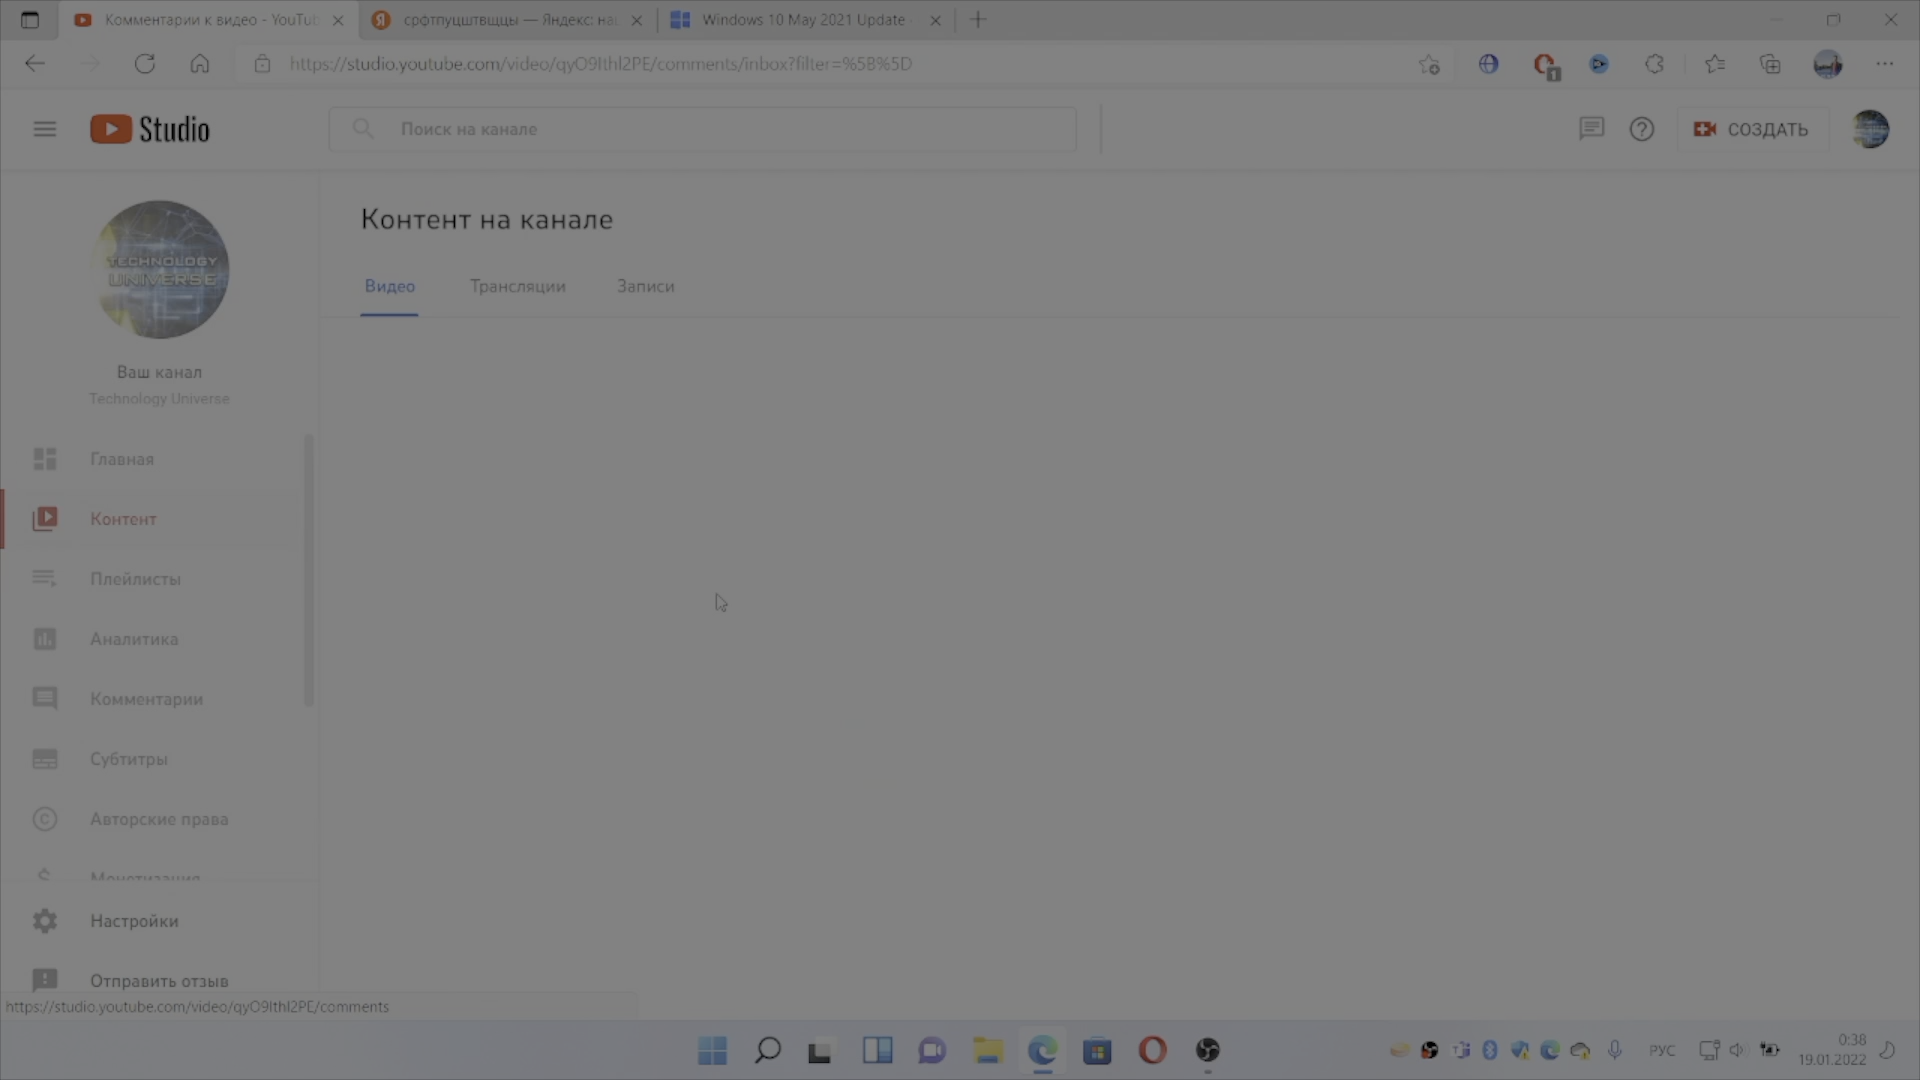 Комментарии к видео - YouTub
срфтпуцштвщцы — Яндекс: на
Windows 10 May 2021 Update
https://studio.youtube.com/video/qyO9Ithl2PE/comments/inbox?filter=%5B%5D
1
Studio
Поиск на канале
СОЗДАТЬ
TECHNOLOGY
UNIVERSE
Ваш канал
Technology Universe
Контент на канале
Видео
Трансляции
Записи
Главная
Контент
Плейлисты
Аналитика
Комментарии
Субтитры
Авторские права
Монетизация
Настройки
Отправить отзыв
https://studio.youtube.com/video/qyO9Ithl2PE/comments
РУС
0:38
19.01.2022